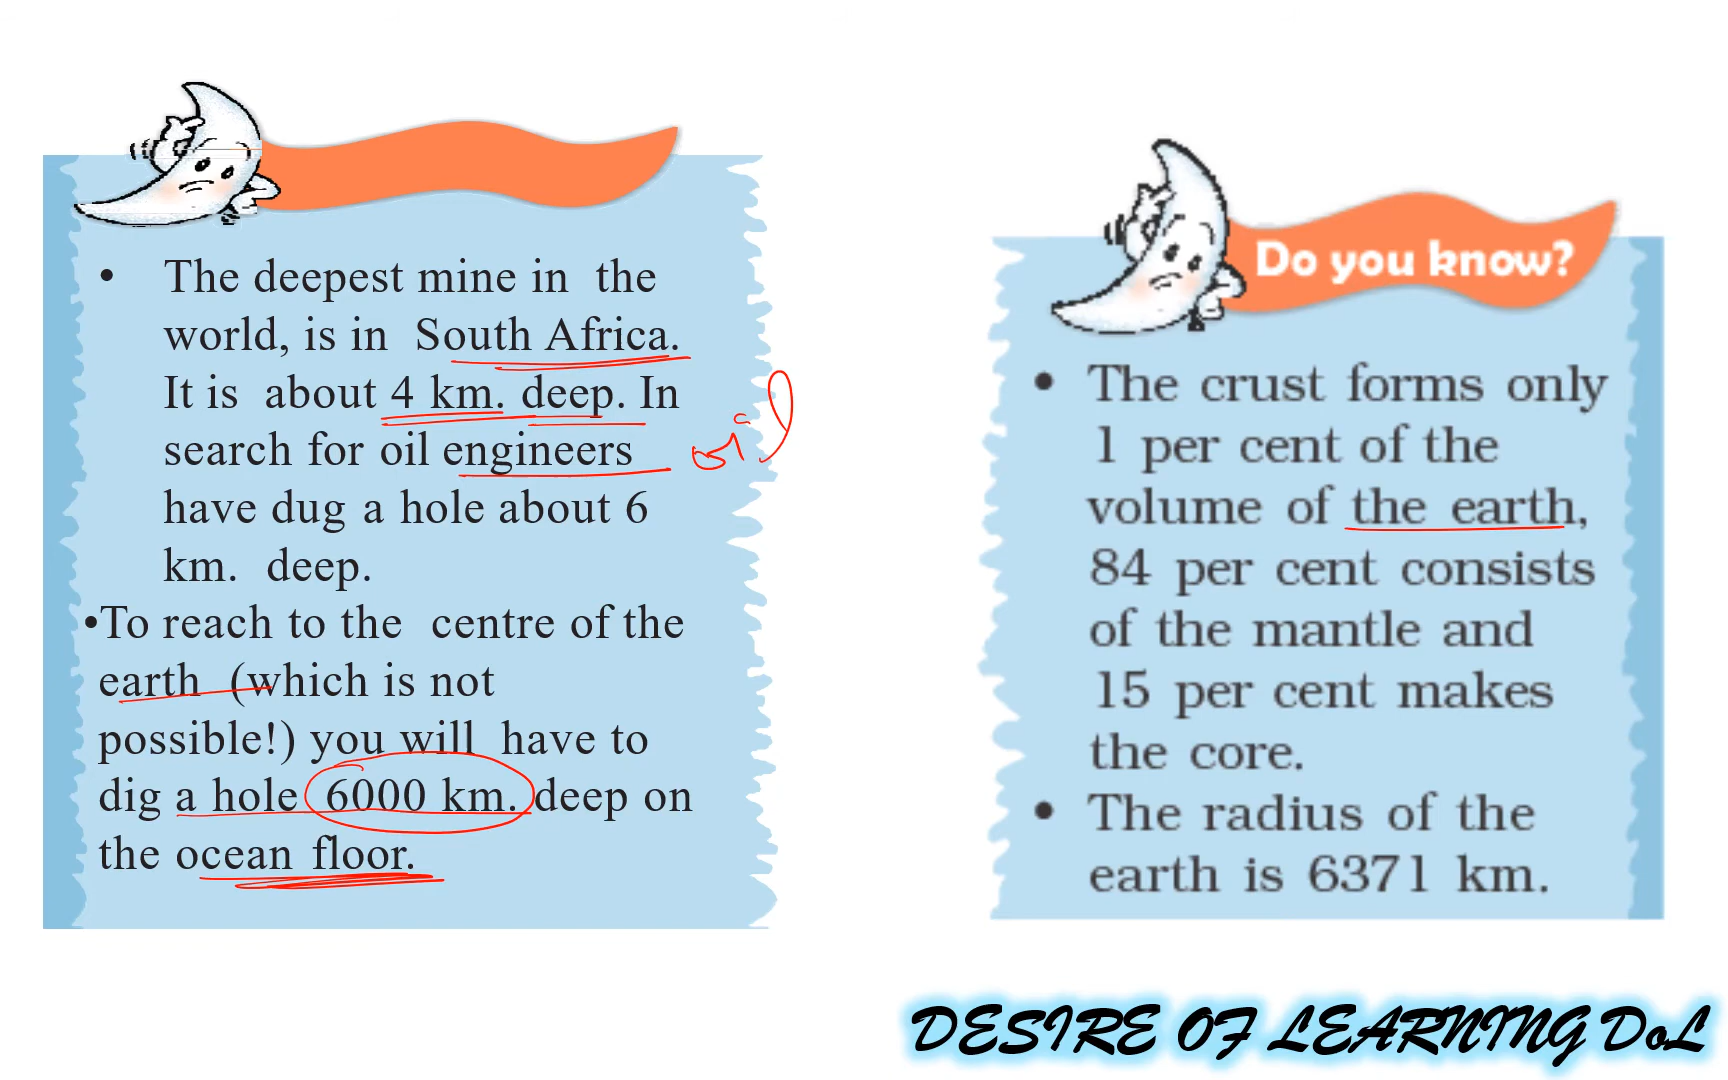 • The deepest mine in the
world, is in South Africa.
It is about 4 km. deep. In
search for oil engineers
oil
have dug a hole about 6
km. deep.
•To reach to the centre of the
earth (which is not
possible!) you will have to
dig a hole 6000 km. deep on
the ocean floor.
Do you know?
• The crust forms only
1 per cent of the
volume of the earth,
84 per cent consists
of the mantle and
15 per cent makes
the core.
• The radius of the
earth is 6371 km.
DESIRE OF LEARNING DoL